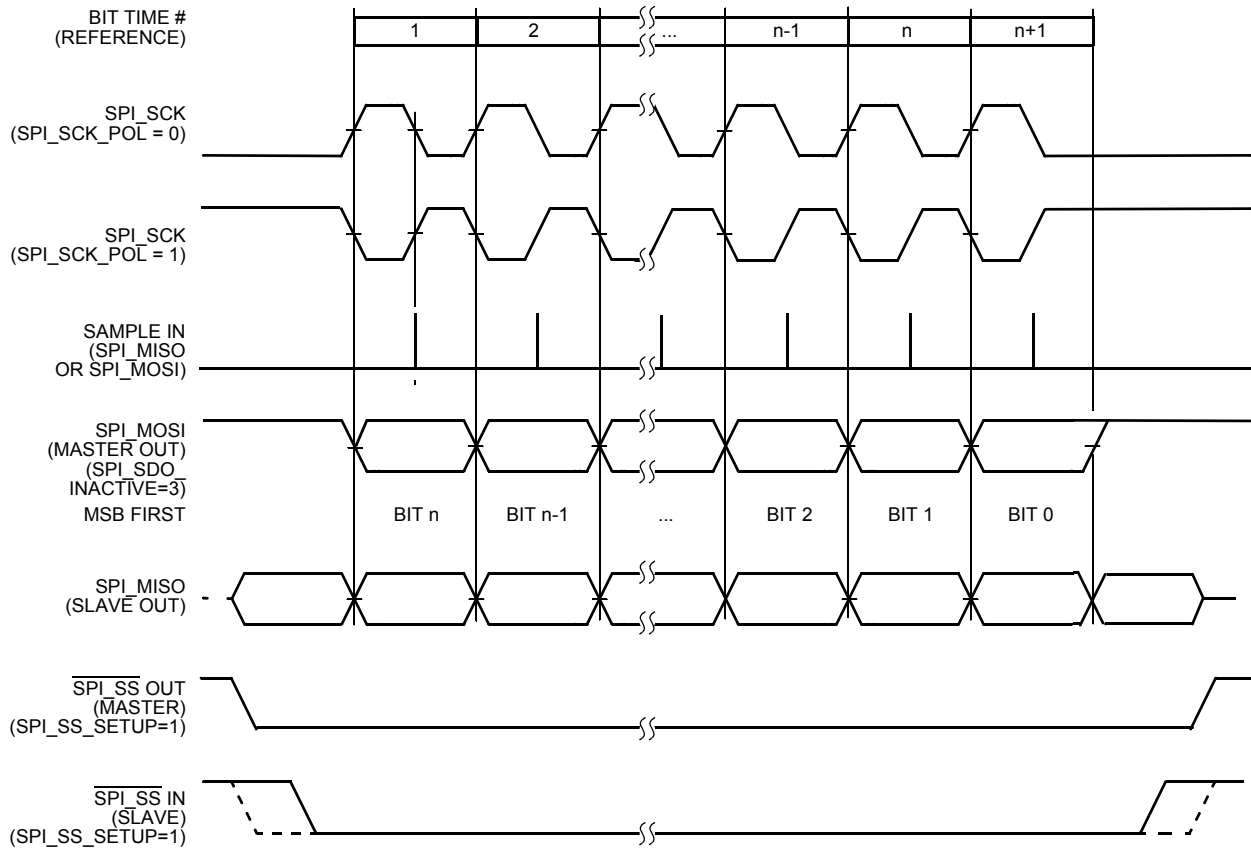 BIT TIME #
(REFERENCE)
1 2 ... n-1 n n+1
SPI_SCK
(SPI_SCK_POL = 0)
SPI_SCK
(SPI_SCK_POL = 1)
SAMPLE IN
(SPI_MISO
OR SPI_MOSI)
SPI_MOSI
(MASTER OUT)
(SPI_SDO_
INACTIVE=3)
MSB FIRST BIT n BIT n-1 ... BIT 2 BIT 1 BIT 0
SPI_MISO
(SLAVE OUT)
SPI_SS OUT
(MASTER)
(SPI_SS_SETUP=1)
SPI_SS IN
(SLAVE)
(SPI_SS_SETUP=1)